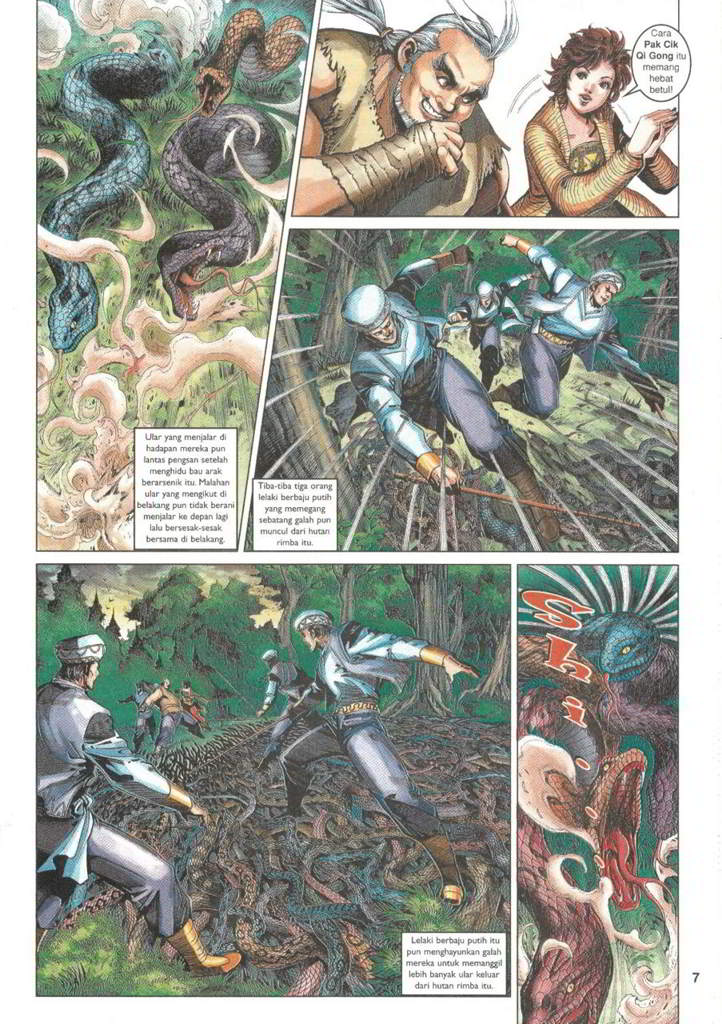 Cara
Pak Cik
Qi Gong itu
memang
hebat
betul!
Ular yang menjalar di
hadapan mereka pun
lantas pengsan setelah
menghidu bau arak
berarsenik itu. Malahan
ular yang mengikut di
belakang pun tidak berani
menjalar ke depan lagi
lalu bersesak-sesak
bersama di belakang.
Tiba-tiba tiga orang
lelaki berbaju putih
yang memegang
sebatang galah pun
muncul dari hutan
rimba itu.
Lelaki berbaju putih itu
pun menghayunkan galah
mereka untuk memanggil
lebih banyak ular keluar
dari hutan rimba itu.
Shi..
7